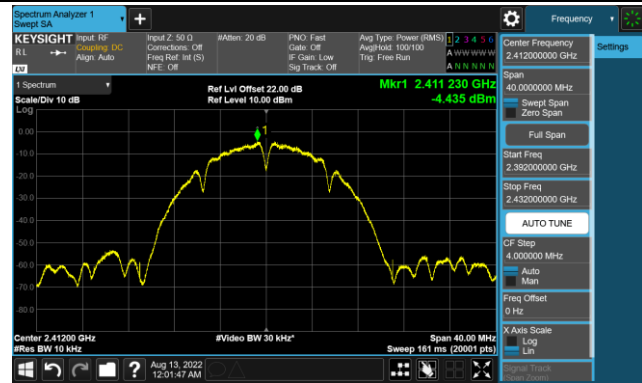 Spectrum Analyzer 1
Swept SA
Frequency
KEYSIGHT
RL
LNI
Input: RF
Coupling: DC
Align: Auto
Input Z: 50 Ω
Corrections: Off
Freq Ref: Int (S)
NFE: Off
#Atten: 20 dB
PNO: Fast
Gate: Off
IF Gain: Low
Sig Track: Off
Avg Type: Power (RMS)
Avg|Hold: 100/100
Trig: Free Run
1 2 3 4 5 6
A W W W W W
A N N N N N
1 Spectrum
Scale/Div 10 dB
Log
Ref Lvl Offset 22.00 dB
Ref Level 10.00 dBm
Mkr1 2.411 230 GHz
-4.435 dBm
1
0.00
-10.0
-20.0
-30.0
-40.0
-50.0
-60.0
-70.0
-80.0
Center 2.41200 GHz
#Res BW 10 kHz
#Video BW 30 kHz*
Span 40.00 MHz
Sweep 161 ms (20001 pts)
Center Frequency
2.412000000 GHz
Settings
Span
40.0000000 MHz
Swept Span
Zero Span
Full Span
Start Freq
2.392000000 GHz
Stop Freq
2.432000000 GHz
AUTO TUNE
CF Step
4.000000 MHz
Auto
Man
Freq Offset
0 Hz
X Axis Scale
Log
Lin
Signal Track
(Span Zoom)
?
Aug 13, 2022
12:01:47 AM